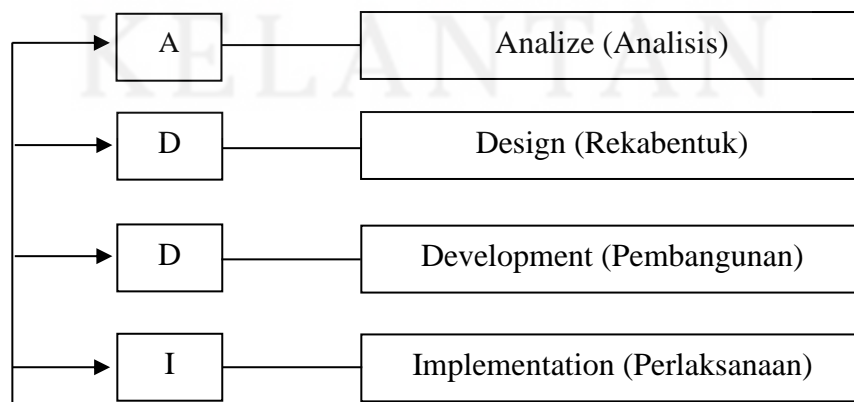 KELANTAN
A Analize (Analisis)
D Design (Rekabentuk)
D Development (Pembangunan)
I Implementation (Perlaksanaan)